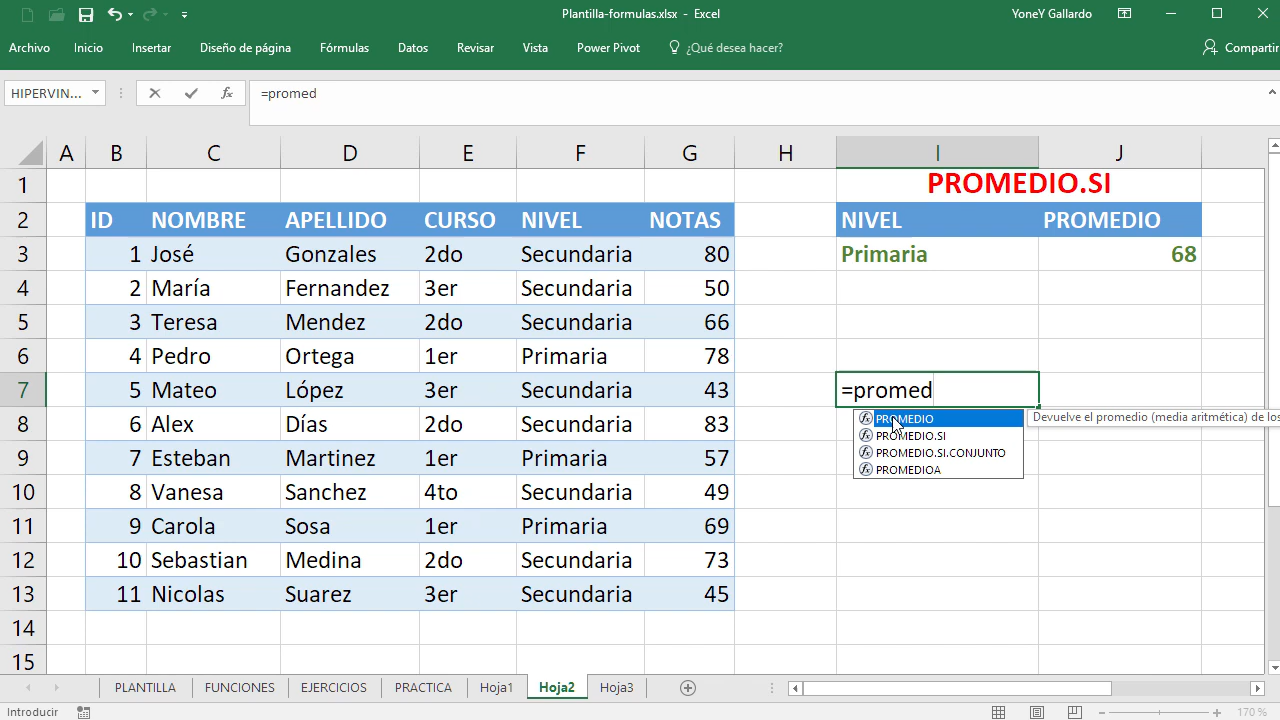 Plantilla-formulas.xlsx - Excel
YoneY Gallardo
Archivo Inicio Insertar Diseño de página Fórmulas Datos Revisar Vista Power Pivot ¿Qué desea hacer? Compartir
HIPERVIN... fx =promed
A B C D E F G H I J
1 PROMEDIO.SI
2 ID NOMBRE APELLIDO CURSO NIVEL NOTAS NIVEL PROMEDIO
3 1 José Gonzales 2do Secundaria 80 Primaria 68
4 2 María Fernandez 3er Secundaria 50
5 3 Teresa Mendez 2do Secundaria 66
6 4 Pedro Ortega 1er Primaria 78
7 5 Mateo López 3er Secundaria 43 =promed
8 6 Alex Días 2do Secundaria 83
9 7 Esteban Martinez 1er Primaria 57
10 8 Vanesa Sanchez 4to Secundaria 49
11 9 Carola Sosa 1er Primaria 69
12 10 Sebastian Medina 2do Secundaria 73
13 11 Nicolas Suarez 3er Secundaria 45
14
15
fx PROMEDIO Devuelve el promedio (media aritmética) de los
fx PROMEDIO.SI
fx PROMEDIO.SI.CONJUNTO
fx PROMEDIOA
PLANTILLA FUNCIONES EJERCICIOS PRACTICA Hoja1 Hoja2 Hoja3
Introducir 170 %